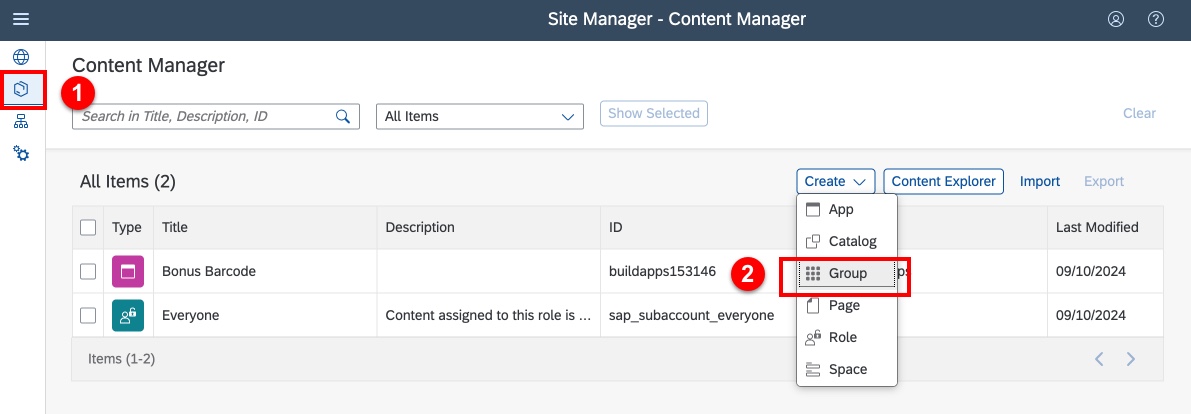 Site Manager - Content Manager
Content Manager
1
Search in Title, Description, ID
All Items
Show Selected
Clear
All Items (2)
Create
Content Explorer
Import
Export
Type
Title
Description
ID
Last Modified
App
Catalog
2
Group
Page
Role
Space
Bonus Barcode
buildapps153146
ps
09/10/2024
Everyone
Content assigned to this role is ...
sap_subaccount_everyone
09/10/2024
Items (1-2)